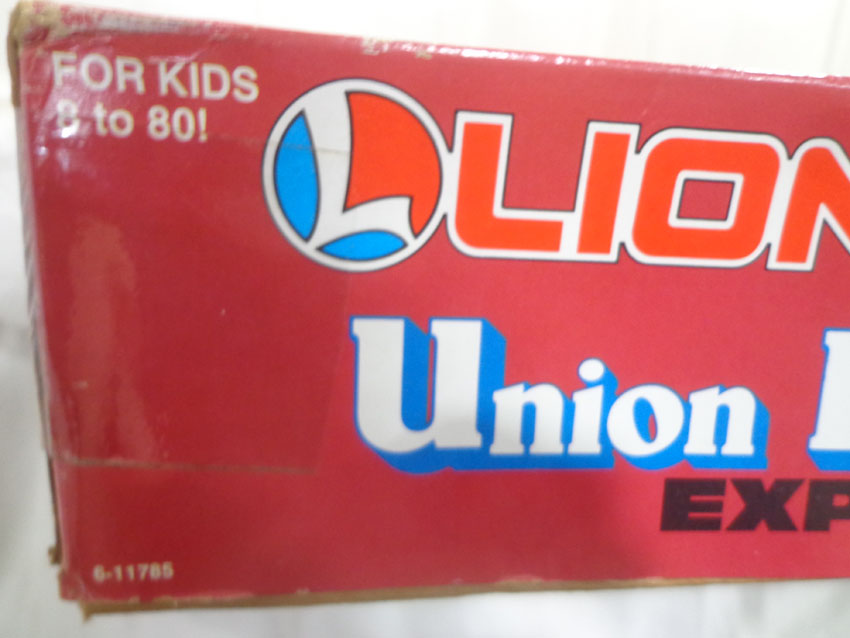 FOR KIDS
8 to 80!
LION
Union
EXP
6-11785